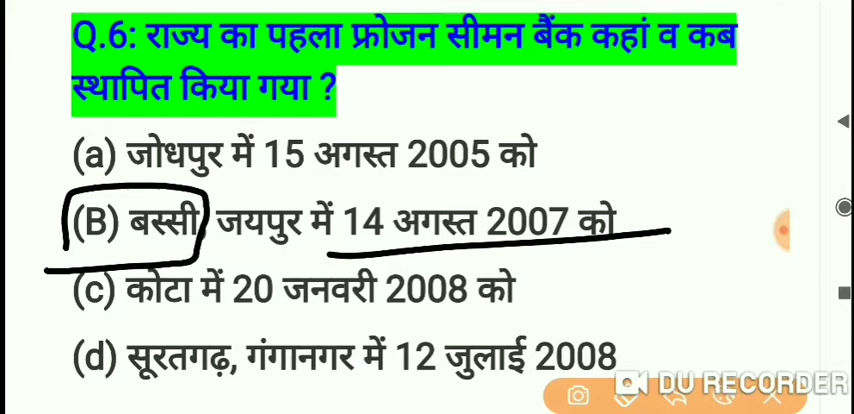 Q.6: राज्य का पहला फ्रोजन सीमन बैंक कहां व कब
स्थापित किया गया ?
(a) जोधपुर में 15 अगस्त 2005 को
(B) बस्सी, जयपुर में 14 अगस्त 2007 को
(c) कोटा में 20 जनवरी 2008 को
(d) सूरतगढ़, गंगानगर में 12 जुलाई 2008
DU RECORDER